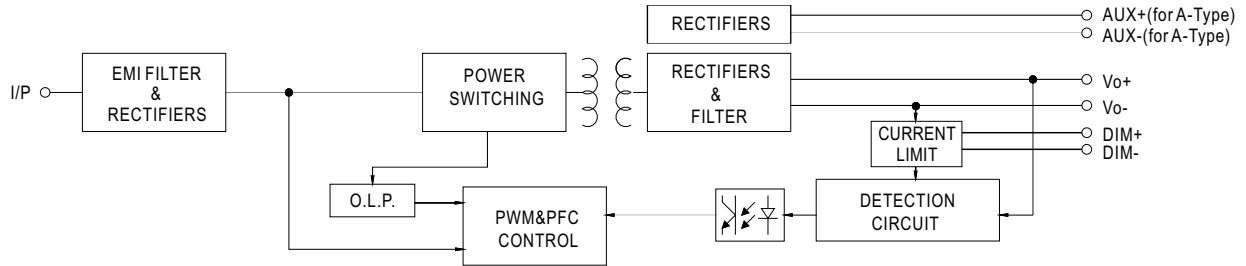 RECTIFIERS
AUX+(for A-Type)
AUX-(for A-Type)
I/P
EMI FILTER
&
RECTIFIERS
POWER
SWITCHING
RECTIFIERS
&
FILTER
Vo+
Vo-
CURRENT
LIMIT
DIM+
DIM-
O.L.P.
PWM&PFC
CONTROL
DETECTION
CIRCUIT